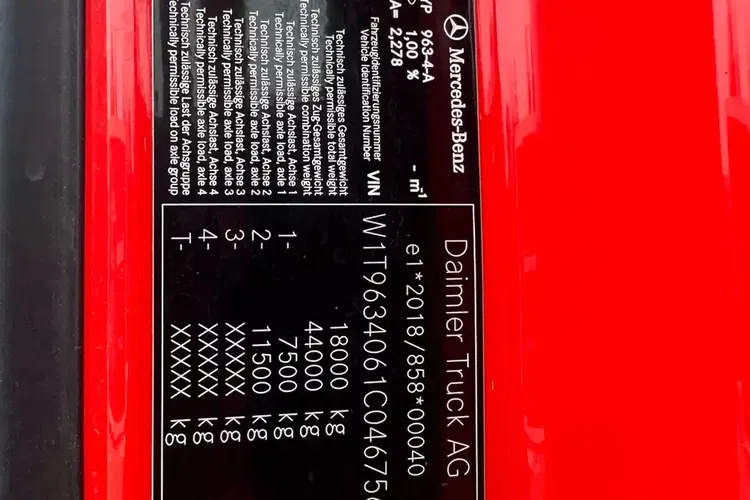 Mercedes-Benz
Daimler Truck AG
YP 963-4-A
e1*2018/858*00040
1,00 % - m-1
A= 2,278
Fahrzeugidentifizierungsnummer
Vehicle Identification Number VIN W1T9634061C04675
Technisch zulässiges Gesamtgewicht
Technically permissible total weight 18000 kg
Technisch zulässiges Zug-Gesamtgewicht
Technically permissible combination weight 44000 kg
Technisch zulässige Achslast, Achse 1
Technically permissible axle load, axle 1 1- 7500 kg
Technisch zulässige Achslast, Achse 2
Technically permissible axle load, axle 2 2- 11500 kg
Technisch zulässige Achslast, Achse 3
Technically permissible axle load, axle 3 3- XXXXX kg
Technisch zulässige Achslast, Achse 4
Technically permissible axle load, axle 4 4- XXXXX kg
Technisch zulässige Last der Achsgruppe
Technically permissible load on axle group T- XXXXX kg